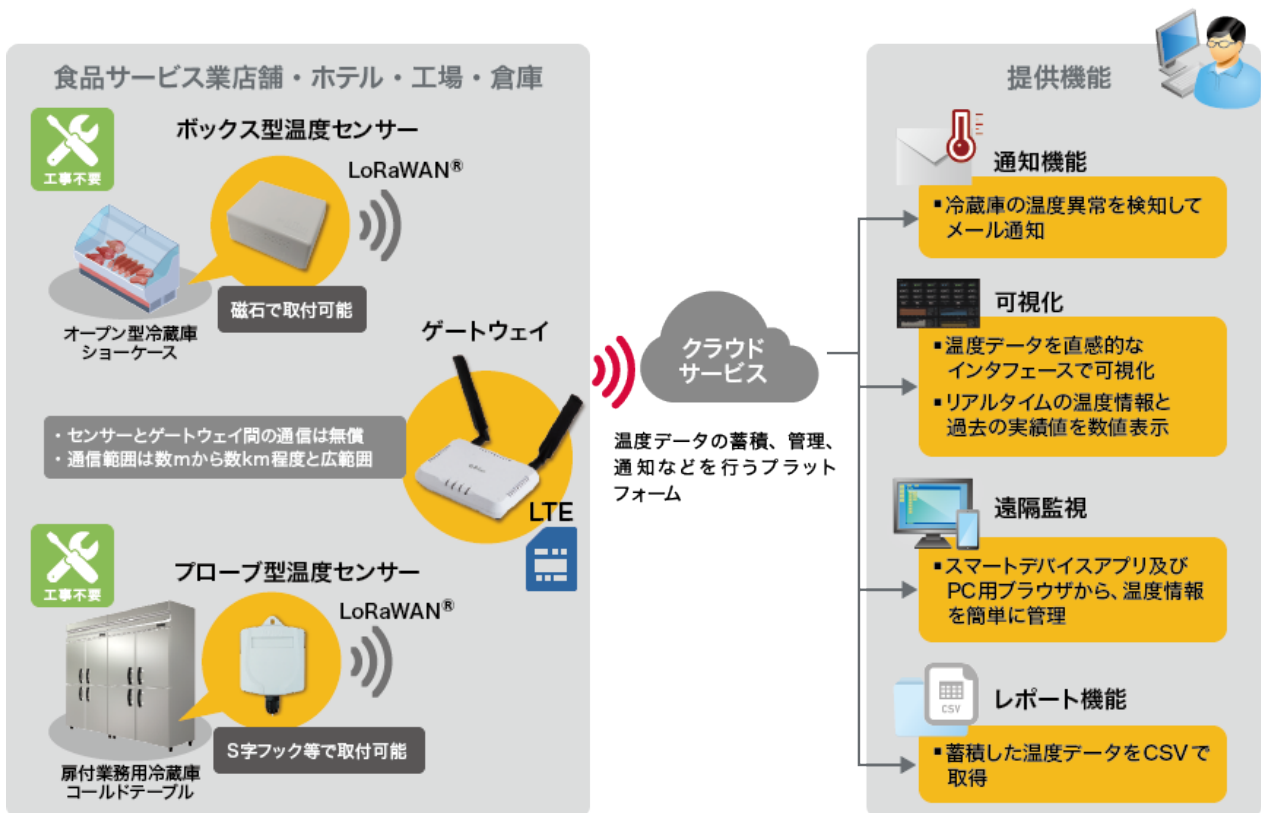 食品サービス業店舗・ホテル・工場・倉庫
工事不要
ボックス型温度センサー
LoRaWAN®
磁石で取付可能
オープン型冷蔵庫
ショーケース
ゲートウェイ
・センサーとゲートウェイ間の通信は無償
・通信範囲は数mから数km程度と広範囲
LTE
工事不要
プローブ型温度センサー
LoRaWAN®
S字フック等で取付可能
扉付業務用冷蔵庫
コールドテーブル
クラウド
サービス
温度データの蓄積、管理、
通知などを行うプラット
フォーム
提供機能
通知機能
▪冷蔵庫の温度異常を検知して
メール通知
可視化
▪温度データを直感的な
インタフェースで可視化
▪リアルタイムの温度情報と
過去の実績値を数値表示
遠隔監視
▪スマートデバイスアプリ及び
PC用ブラウザから、温度情報
を簡単に管理
CSV
レポート機能
▪蓄積した温度データをCSVで
取得